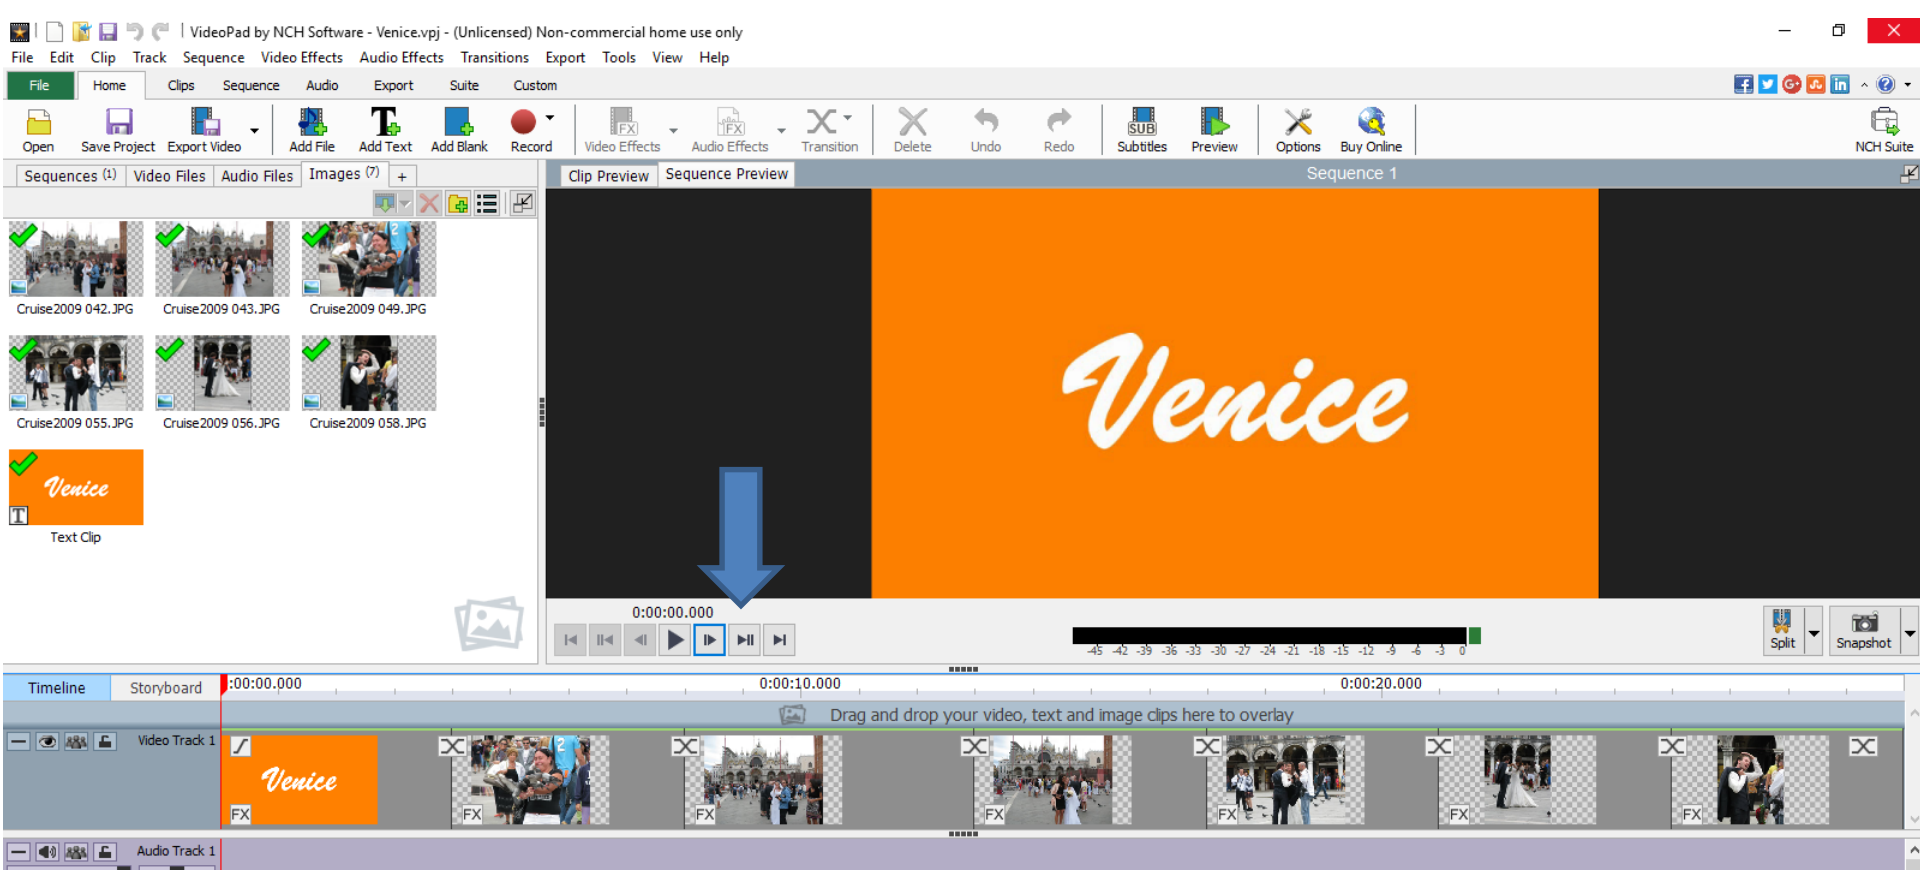 VideoPad by NCH Software - Venice.vpj - (Unlicensed) Non-commercial home use only
File Edit Clip Track Sequence Video Effects Audio Effects Transitions Export Tools View Help
File Home Clips Sequence Audio Export Suite Custom
Open Save Project Export Video Add File Add Text Add Blank Record Video Effects Audio Effects Transition Delete Undo Redo Subtitles Preview Options Buy Online NCH Suite
Sequences (1) Video Files Audio Files Images (7) +
Clip Preview Sequence Preview Sequence 1
Cruise2009 042.JPG Cruise2009 043.JPG Cruise2009 049.JPG
Cruise2009 055.JPG Cruise2009 056.JPG Cruise2009 058.JPG
Venice
T
Text Clip
Venice
0:00:00.000
-45 -42 -39 -36 -33 -30 -27 -24 -21 -18 -15 -12 -9 -6 -3 0
Split Snapshot
Timeline Storyboard :00:00.000 0:00:10.000 0:00:20.000
Drag and drop your video, text and image clips here to overlay
Video Track 1
Venice
FX FX FX FX FX FX FX
Audio Track 1